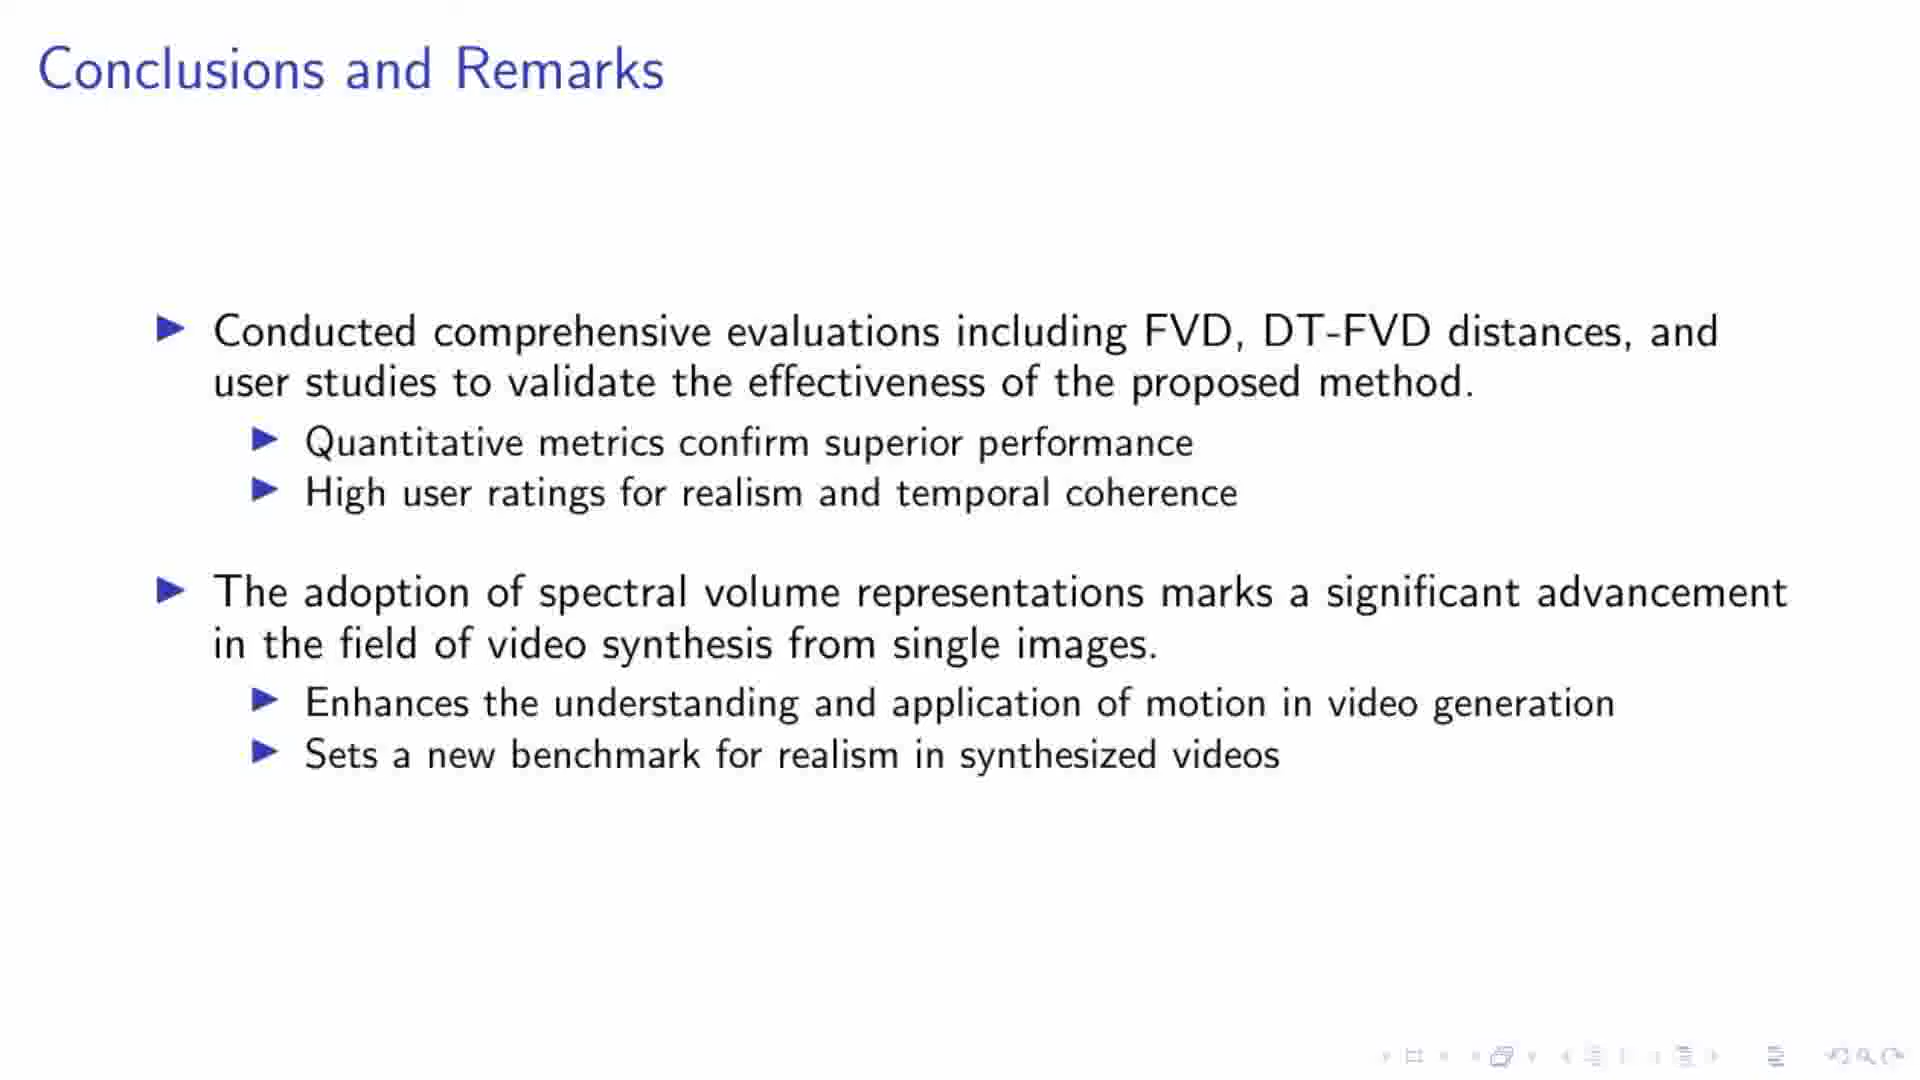 Conclusions and Remarks
Conducted comprehensive evaluations including FVD, DT-FVD distances, and
user studies to validate the effectiveness of the proposed method.
Quantitative metrics confirm superior performance
High user ratings for realism and temporal coherence
The adoption of spectral volume representations marks a significant advancement
in the field of video synthesis from single images.
Enhances the understanding and application of motion in video generation
Sets a new benchmark for realism in synthesized videos